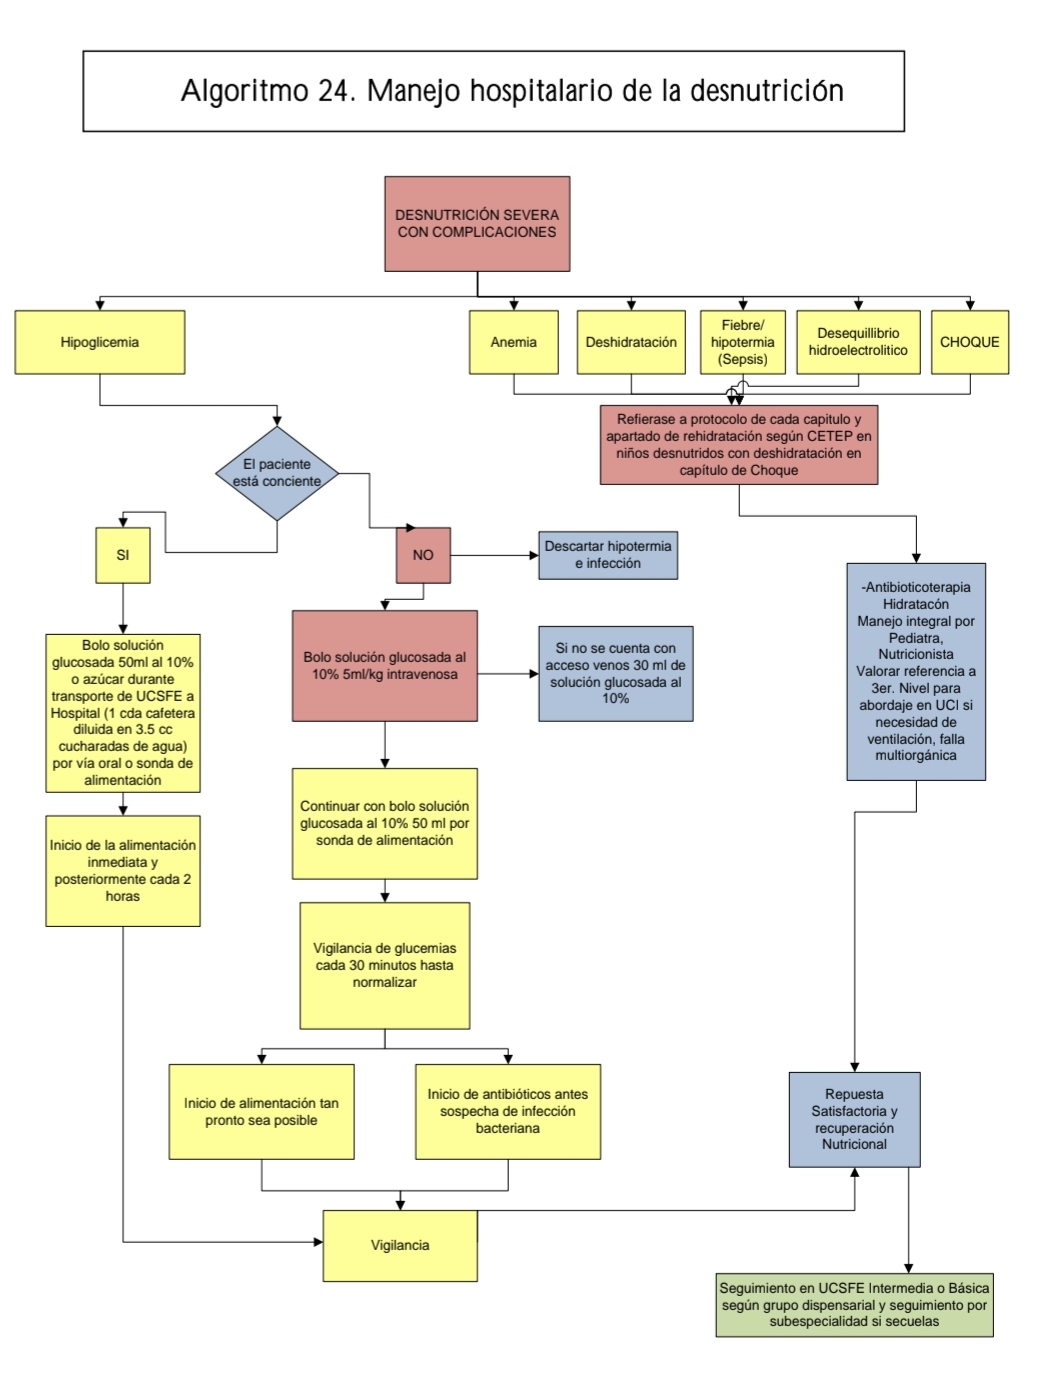 Algoritmo 24. Manejo hospitalario de la desnutrición
DESNUTRICIÓN SEVERA
CON COMPLICACIONES
Hipoglicemia
Anemia
Deshidratación
Fiebre/
hipotermia
(Sepsis)
Desequillibrio
hidroelectrolitico
CHOQUE
Refierase a protocolo de cada capitulo y
apartado de rehidratación según CETEP en
niños desnutridos con deshidratación en
capítulo de Choque
El paciente
está conciente
SI
NO
Descartar hipotermia
e infección
-Antibioticoterapia
Hidratacón
Manejo integral por
Pediatra,
Nutricionista
Valorar referencia a
3er. Nivel para
abordaje en UCI si
necesidad de
ventilación, falla
multiorgánica
Bolo solución
glucosada 50ml al 10%
o azúcar durante
transporte de UCSFE a
Hospital (1 cda cafetera
diluida en 3.5 cc
cucharadas de agua)
por vía oral o sonda de
alimentación
Bolo solución glucosada al
10% 5ml/kg intravenosa
Si no se cuenta con
acceso venos 30 ml de
solución glucosada al
10%
Inicio de la alimentación
inmediata y
posteriormente cada 2
horas
Continuar con bolo solución
glucosada al 10% 50 ml por
sonda de alimentación
Vigilancia de glucemias
cada 30 minutos hasta
normalizar
Inicio de alimentación tan
pronto sea posible
Inicio de antibióticos antes
sospecha de infección
bacteriana
Repuesta
Satisfactoria y
recuperación
Nutricional
Vigilancia
Seguimiento en UCSFE Intermedia o Básica
según grupo dispensarial y seguimiento por
subespecialidad si secuelas